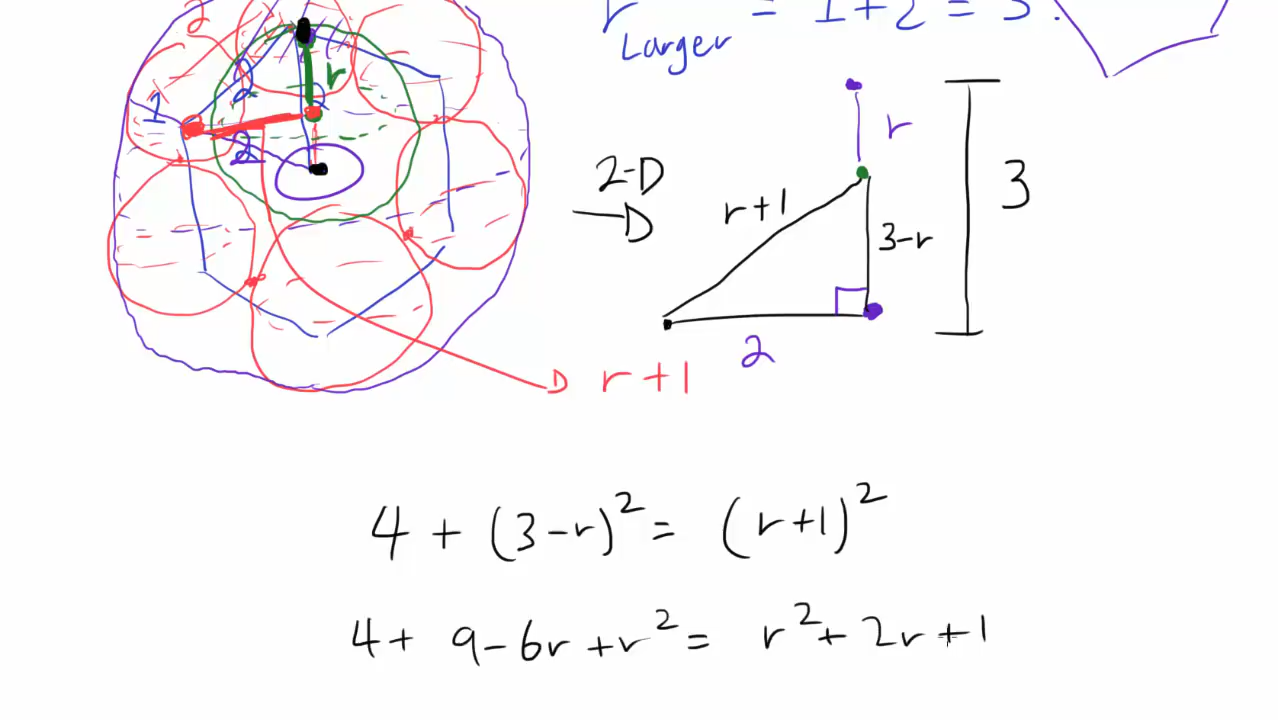 r = 1+2 = 3.
Larger
2
2
r
1
2
2-D
r
r+1
3-r
3
2
r+1
4 + (3-r)² = (r+1)²
4+ 9-6r+r² = r²+2r+1